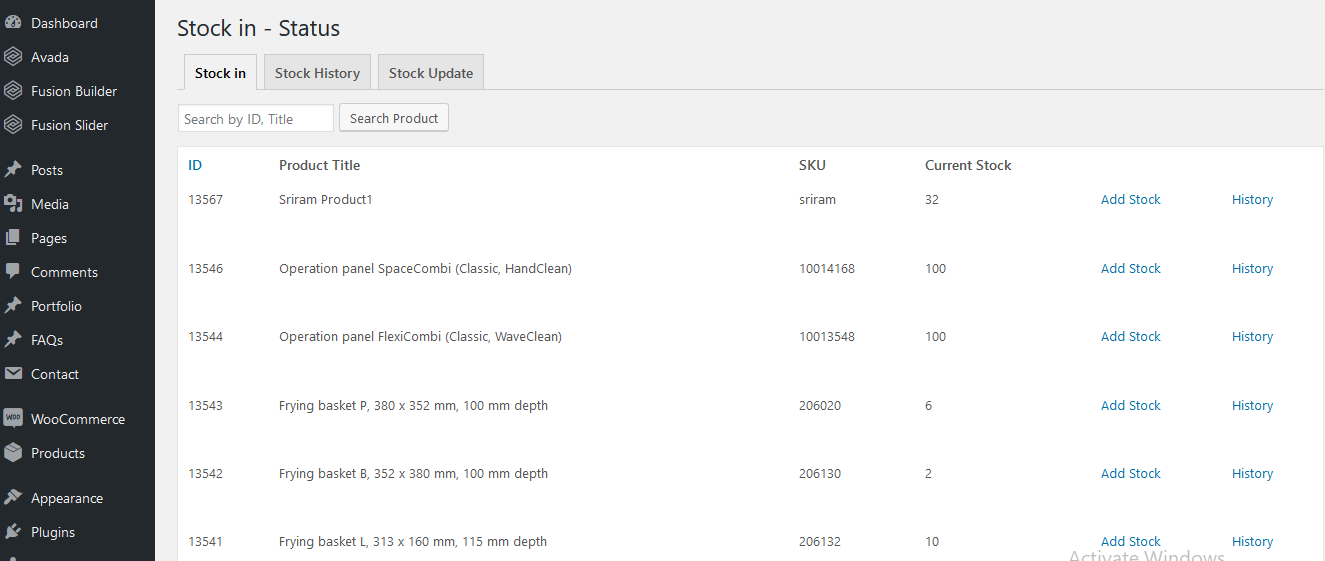 Dashboard
Avada
Fusion Builder
Fusion Slider
Posts
Media
Pages
Comments
Portfolio
FAQs
Contact
WOO WooCommerce
Products
Appearance
Plugins
Stock in - Status
Stock in Stock History Stock Update
Search by ID, Title Search Product
ID Product Title SKU Current Stock
13567 Sriram Product1 sriram 32 Add Stock History
13546 Operation panel SpaceCombi (Classic, HandClean) 10014168 100 Add Stock History
13544 Operation panel FlexiCombi (Classic, WaveClean) 10013548 100 Add Stock History
13543 Frying basket P, 380 x 352 mm, 100 mm depth 206020 6 Add Stock History
13542 Frying basket B, 352 x 380 mm, 100 mm depth 206130 2 Add Stock History
13541 Frying basket L, 313 x 160 mm, 115 mm depth 206132 10 Add Stock History
Activate Windows